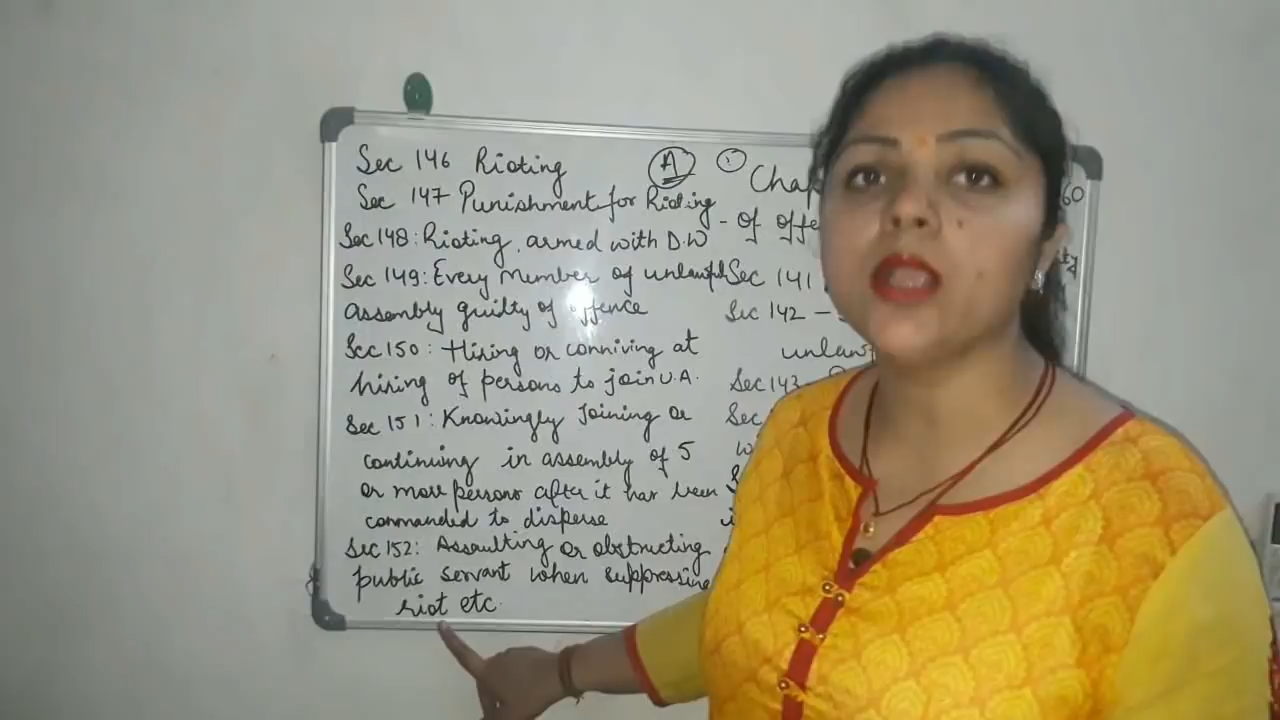 Sec 146 Rioting
Sec 147 Punishment for Rioting
Sec 148: Rioting, armed with D.W
Sec 149: Every Member of unlawful
Assembly guilty of offence
Sec 150: Hiring or conniving at
hiring of persons to join U.A.
Sec 151: Knowingly Joining or
continuing in assembly of 5
or more persons after it has been
commanded to disperse
Sec 152: Assaulting or obstructing
public servant when suppressing
riot etc.
A
Chap
60
- Of offe
Sec 141
Sec 142 -
unlawf
Sec 143 -
Sec